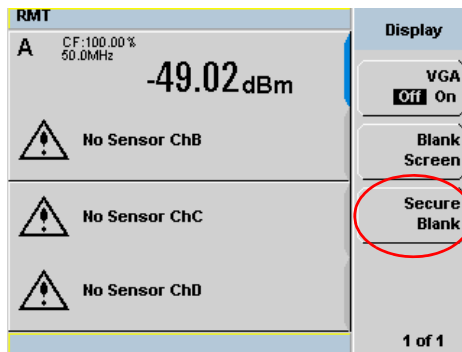 RMT
A
CF:100.00%
50.0MHz
-49.02dBm
No Sensor ChB
No Sensor ChC
No Sensor ChD
Display
VGA
Off On
Blank
Screen
Secure
Blank
1 of 1